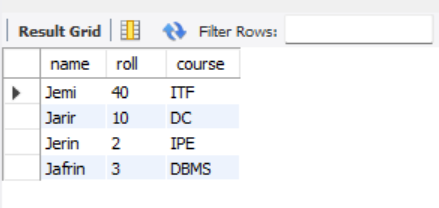 Result Grid Filter Rows:
name roll course
Jemi 40 ITF
Jarir 10 DC
Jerin 2 IPE
Jafrin 3 DBMS